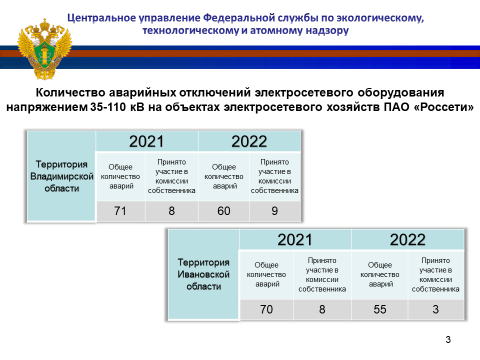 Центральное управление Федеральной службы по экологическому,
технологическому и атомному надзору
Количество аварийных отключений электросетевого оборудования
напряжением 35-110 кВ на объектах электросетевого хозяйств ПАО «Россети»
Территория
Владимирской
области
2021
2022
Общее
количество
аварий
Принято
участие в
комиссии
собственника
Общее
количество
аварий
Принято
участие в
комиссии
собственника
71
8
60
9
Территория
Ивановской
области
2021
2022
Общее
количество
аварий
Принято
участие в
комиссии
собственника
Общее
количество
аварий
Принято
участие в
комиссии
собственника
70
8
55
3
3